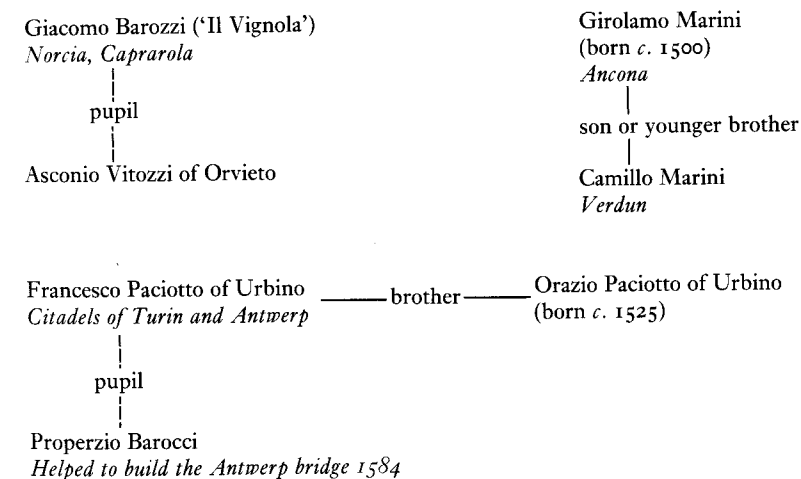 Giacomo Barozzi (‘Il Vignola’)
Norcia, Caprarola
pupil
Asconio Vitozzi of Orvieto
Girolamo Marini
(born c. 1500)
Ancona
son or younger brother
Camillo Marini
Verdun
Francesco Paciotto of Urbino
Citadels of Turin and Antwerp
brother
Orazio Paciotto of Urbino
(born c. 1525)
pupil
Properzio Barocci
Helped to build the Antwerp bridge 1584